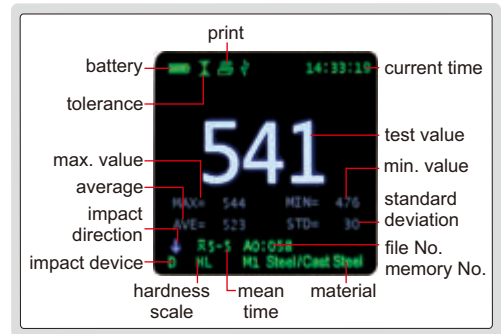 print
battery
14:33:19
current time
tolerance
541
test value
max. value
min. value
MAX= 544 MIN= 476
average
standard
deviation
AVE= 523 STD= 30
impact
direction
x̄5-5 A0:058
file No.
memory No.
impact device
D HL M1 Steel/Cast Steel
hardness
scale
mean
time
material